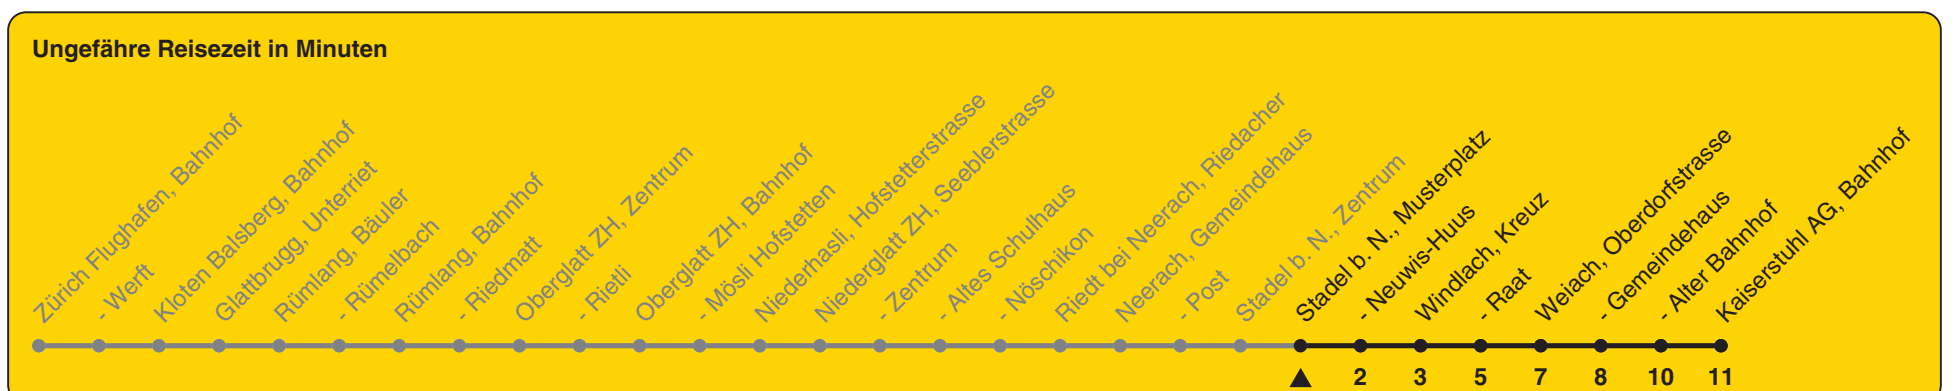 Ungefähre Reisezeit in Minuten
Zürich Flughafen, Bahnhof
- Werft
Kloten Balsberg, Bahnhof
Glattbrugg, Unterriet
Rümlang, Bäuler
- Rümelbach
Rümlang, Bahnhof
- Riedmatt
Oberglatt ZH, Zentrum
- Rietli
Oberglatt ZH, Bahnhof
- Mösli Hofstetten
Niederhasli, Hofstetterstrasse
Niederglatt ZH, Seeblerstrasse
- Zentrum
- Altes Schulhaus
- Nöschikon
Riedt bei Neerach, Riedacher
Neerach, Gemeindehaus
- Post
Stadel b. N., Zentrum
Stadel b. N., Musterplatz
- Neuwis-Huus
Windlach, Kreuz
- Raat
Weiach, Oberdorfstrasse
- Gemeindehaus
- Alter Bahnhof
Kaiserstuhl AG, Bahnhof
2 3 5 7 8 10 11